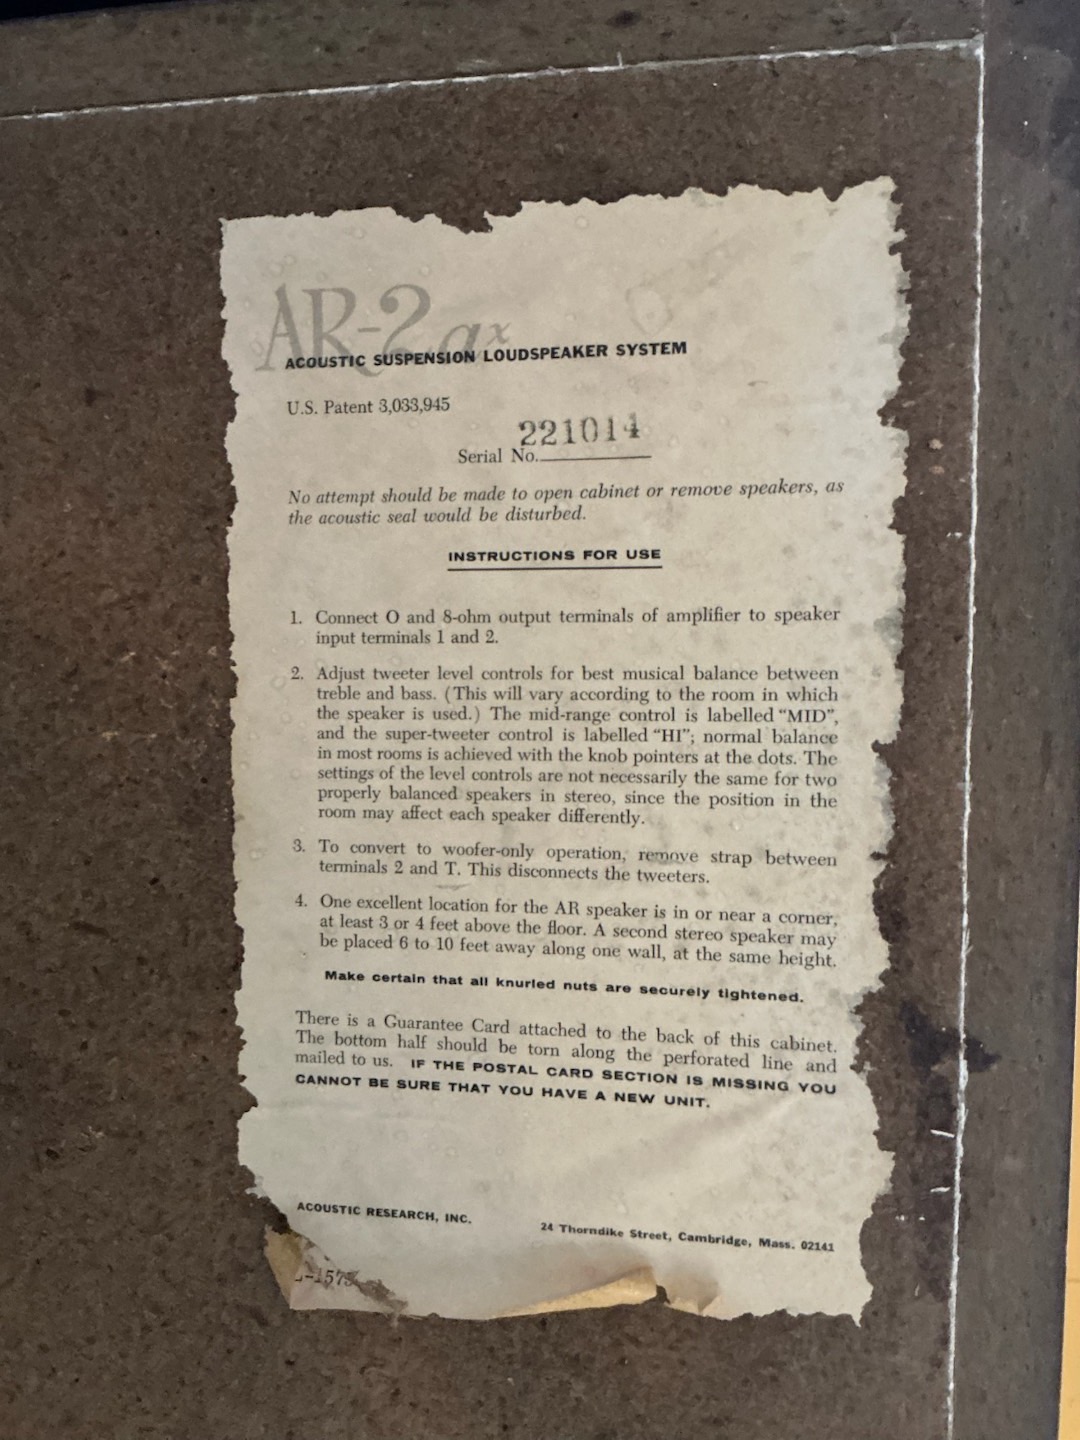 AR-2ax
ACOUSTIC SUSPENSION LOUDSPEAKER SYSTEM
U.S. Patent 3,033,945
221014
Serial No.
No attempt should be made to open cabinet or remove speakers, as
the acoustic seal would be disturbed.
INSTRUCTIONS FOR USE
1. Connect O and 8-ohm output terminals of amplifier to speaker
input terminals 1 and 2.
2. Adjust tweeter level controls for best musical balance between
treble and bass. (This will vary according to the room in which
the speaker is used.) The mid-range control is labelled “MID”,
and the super-tweeter control is labelled “HI”; normal balance
in most rooms is achieved with the knob pointers at the dots. The
settings of the level controls are not necessarily the same for two
properly balanced speakers in stereo, since the position in the
room may affect each speaker differently.
3. To convert to woofer-only operation, remove strap between
terminals 2 and T. This disconnects the tweeters.
4. One excellent location for the AR speaker is in or near a corner,
at least 3 or 4 feet above the floor. A second stereo speaker may
be placed 6 to 10 feet away along one wall, at the same height.
Make certain that all knurled nuts are securely tightened.
There is a Guarantee Card attached to the back of this cabinet.
The bottom half should be torn along the perforated line and
mailed to us. IF THE POSTAL CARD SECTION IS MISSING YOU
CANNOT BE SURE THAT YOU HAVE A NEW UNIT.
ACOUSTIC RESEARCH, INC.
24 Thorndike Street, Cambridge, Mass. 02141